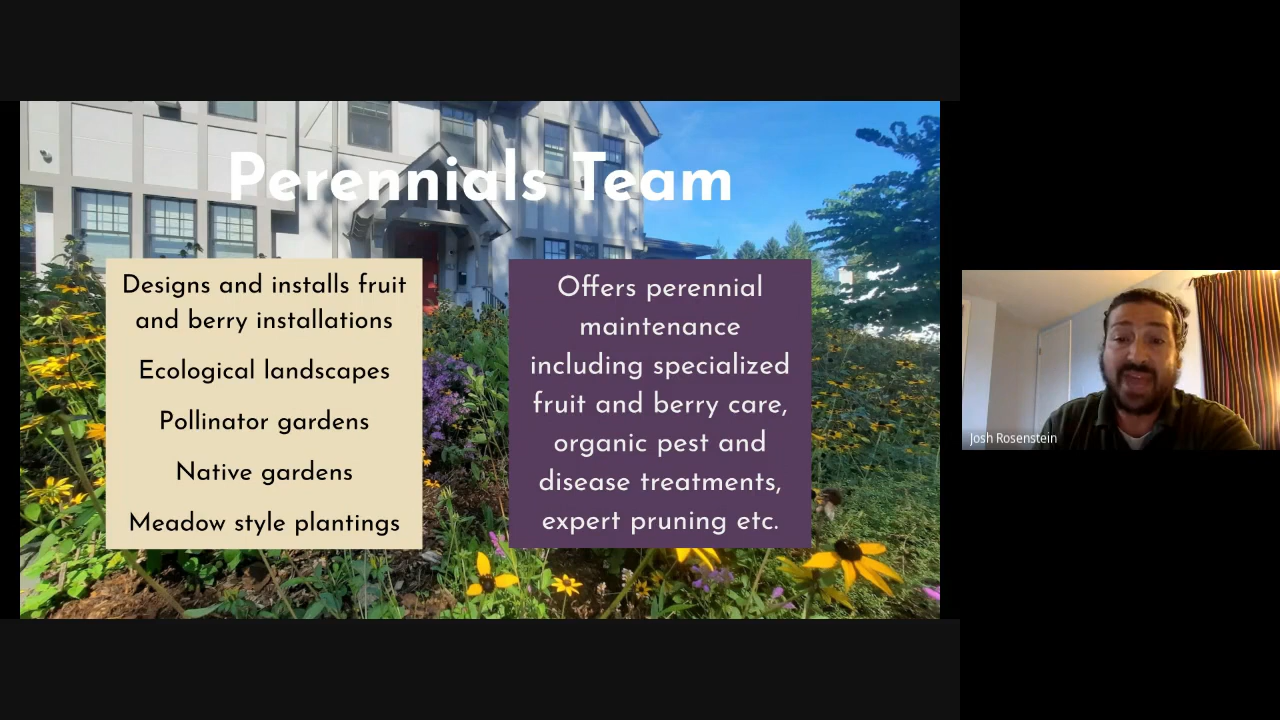 Perennials Team
Designs and installs fruit
and berry installations
Ecological landscapes
Pollinator gardens
Native gardens
Meadow style plantings
Offers perennial
maintenance
including specialized
fruit and berry care,
organic pest and
disease treatments,
expert pruning etc.
Josh Rosenstein